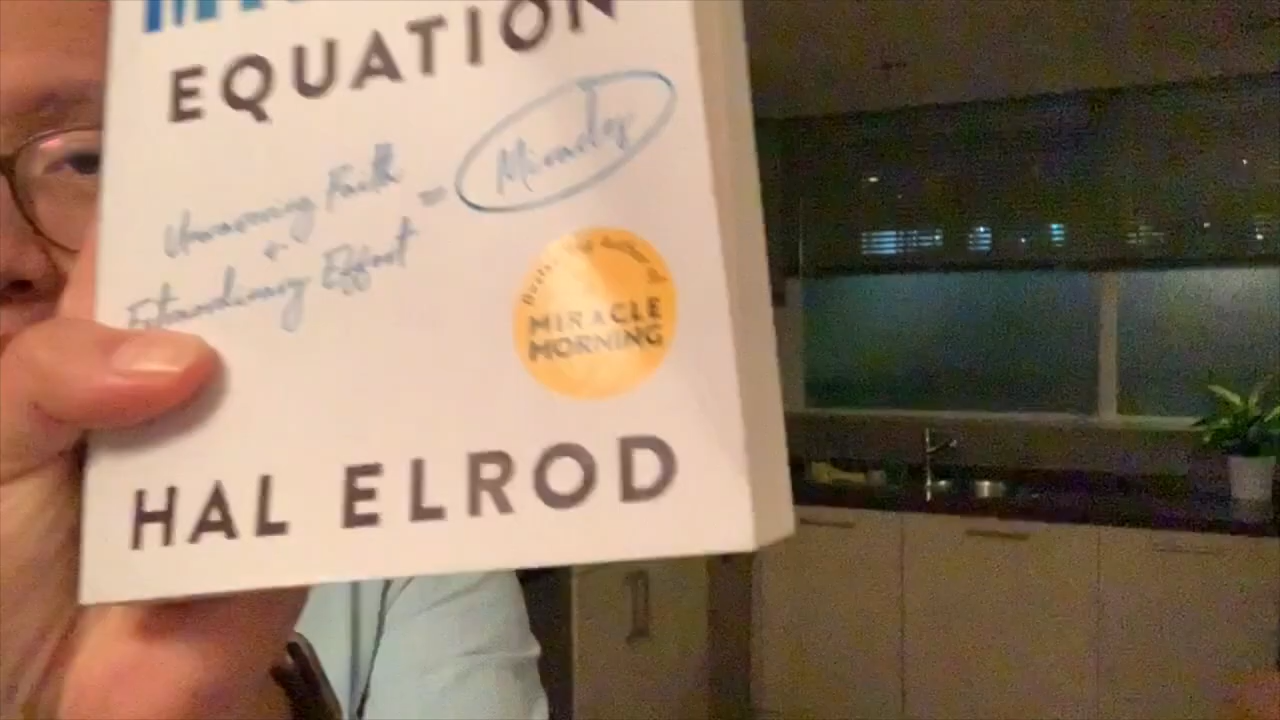 EQUATION
Unwavering Faith
+
Extraordinary Effort
=
Miracles
MIRACLE
MORNING
HAL ELROD